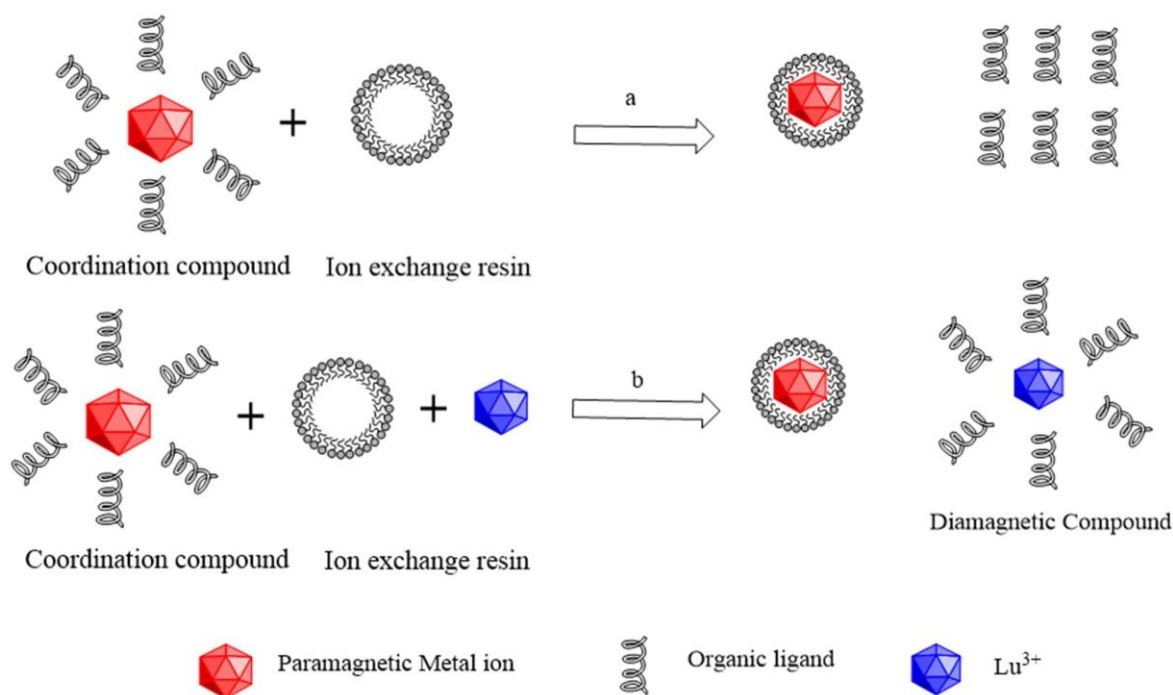 a
Coordination compound
Ion exchange resin
b
Diamagnetic Compound
Coordination compound
Ion exchange resin
Paramagnetic Metal ion
Organic ligand
Lu³⁺